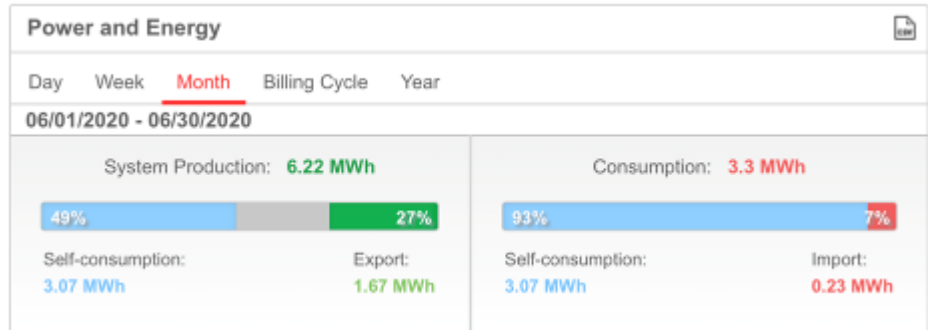 Power and Energy
CSV
Day Week Month Billing Cycle Year
06/01/2020 - 06/30/2020
System Production: 6.22 MWh
49% 27%
Self-consumption: Export:
3.07 MWh 1.67 MWh
Consumption: 3.3 MWh
93% 7%
Self-consumption: Import:
3.07 MWh 0.23 MWh